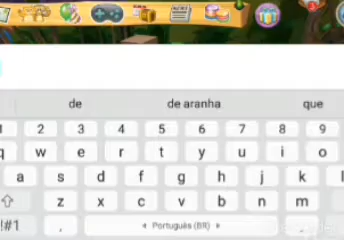 de de aranha que
1 2 3 4 5 6 7 8 9
q w e r t y u i o
a s d f g h j k l
z x c v b n m
!#1 , Português (BR)